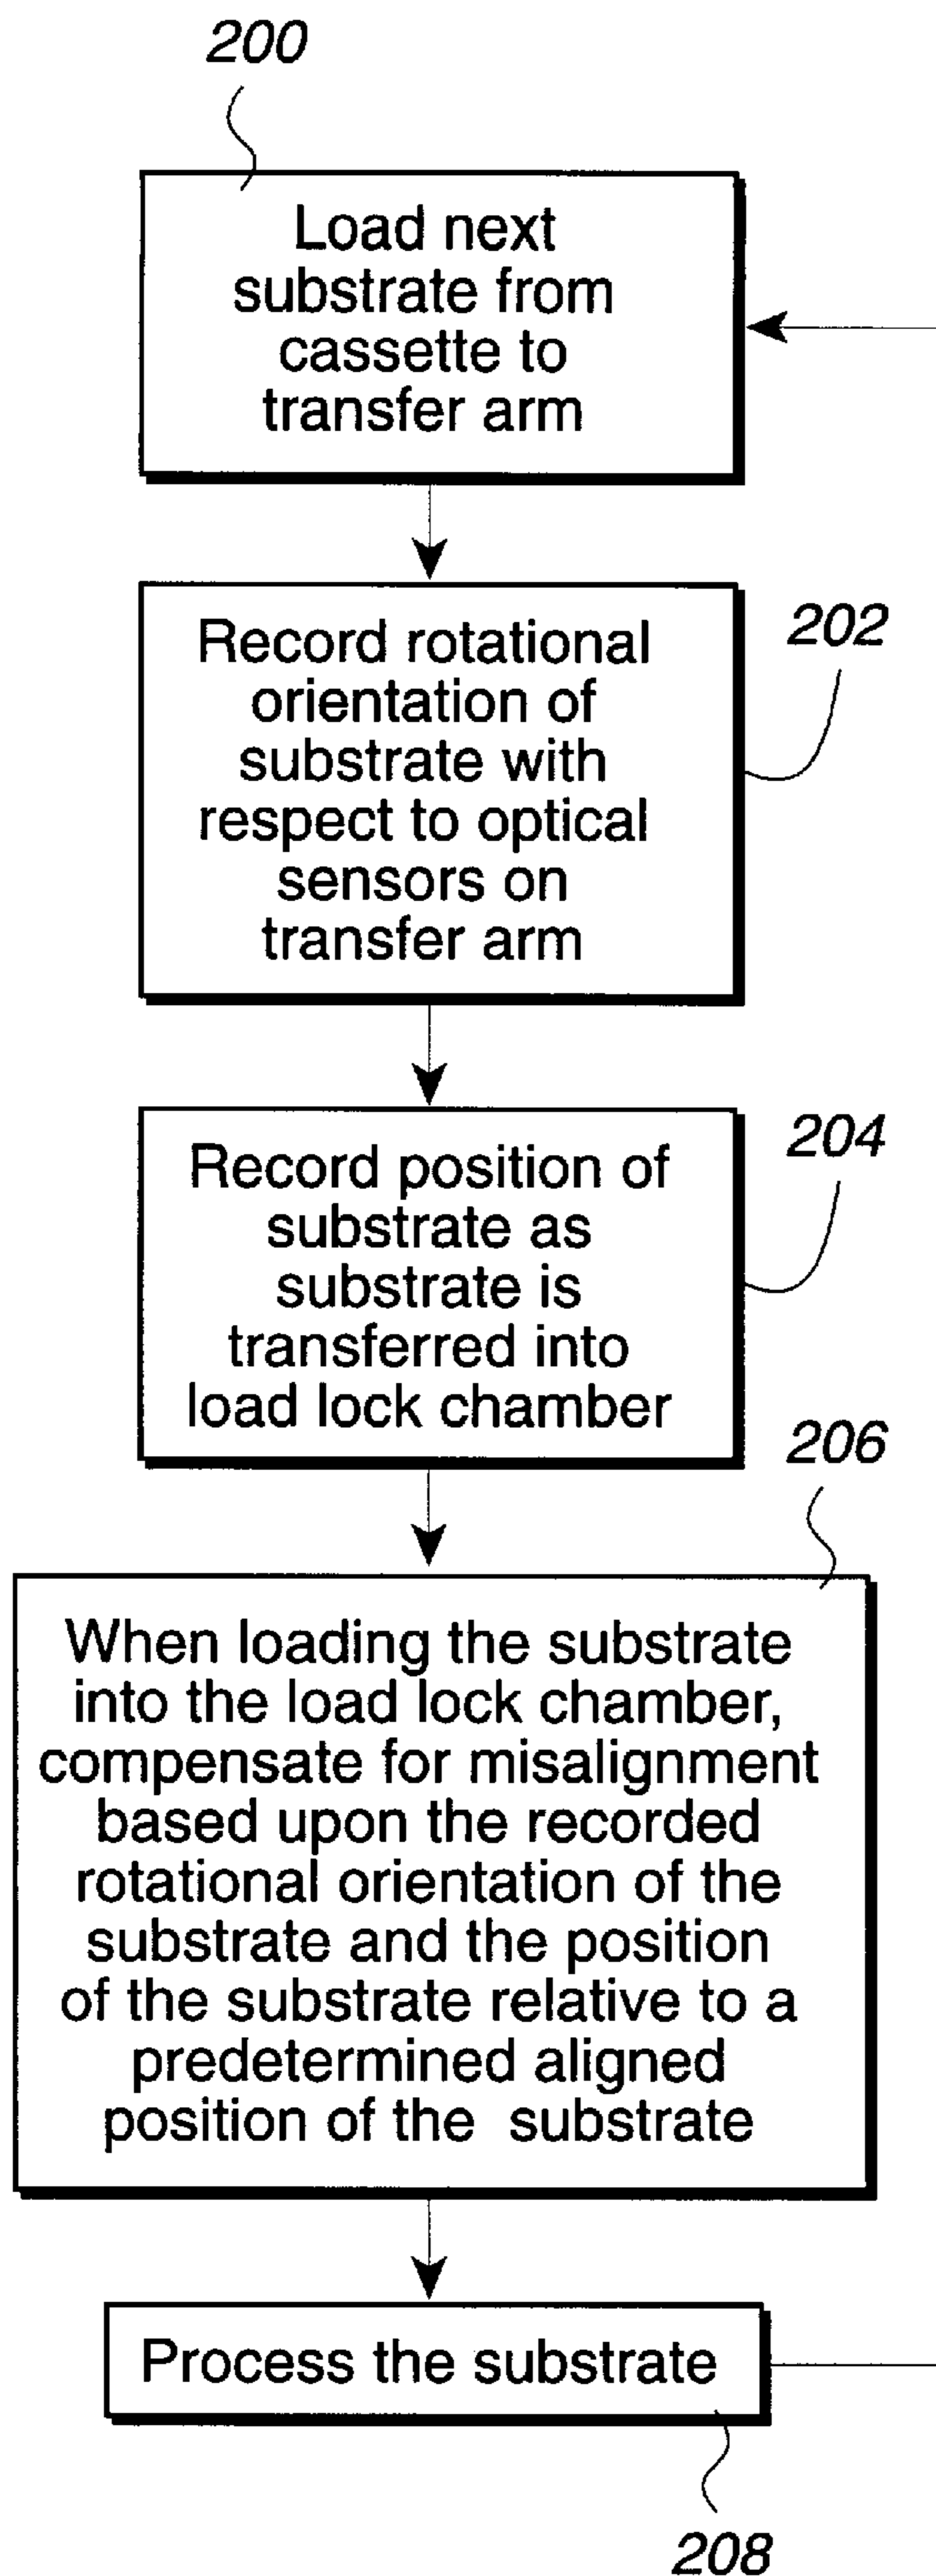 200
Load next
substrate from
cassette to
transfer arm
202
Record rotational
orientation of
substrate with
respect to optical
sensors on
transfer arm
204
Record position of
substrate as
substrate is
transferred into
load lock chamber
206
When loading the substrate
into the load lock chamber,
compensate for misalignment
based upon the recorded
rotational orientation of the
substrate and the position
of the substrate relative to a
predetermined aligned
position of the substrate
Process the substrate
208